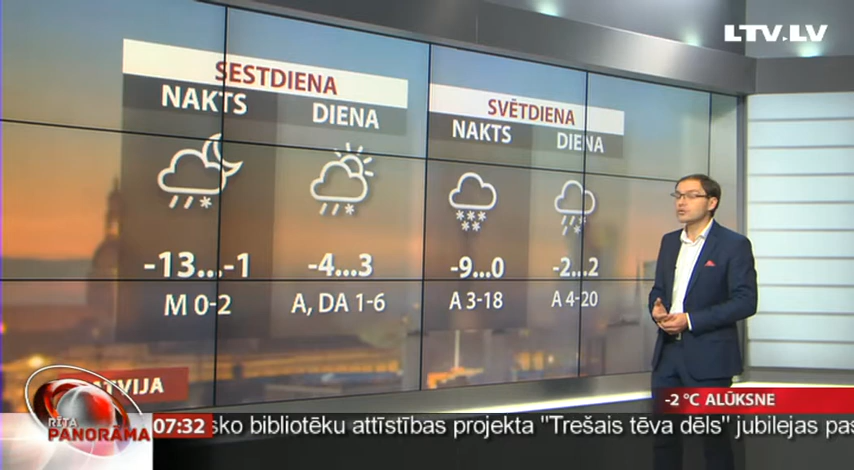 LTV.LV
SESTDIENA
NAKTS DIENA
-13...-1 -4...3
M 0-2 A, DA 1-6
SVĒTDIENA
NAKTS DIENA
-9...0 -2...2
A 3-18 A 4-20
ATVIJA
-2 °C ALŪKSNE
RĪTA
PANORĀMA
07:32 sko bibliotēku attīstības projekta "Trešais tēva dēls" jubilejas pas